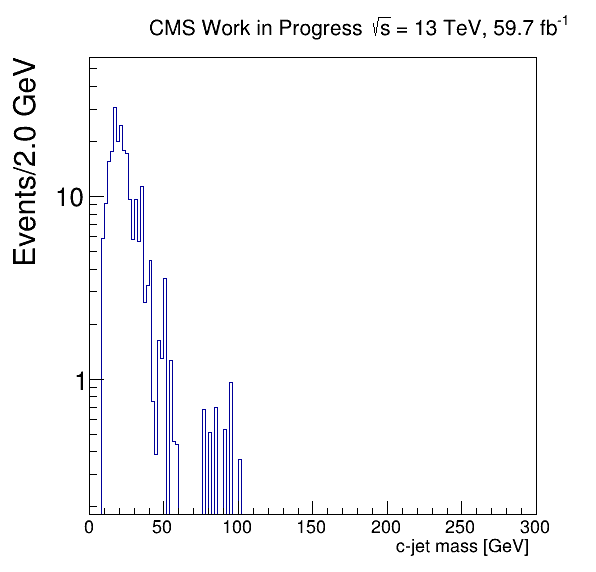 CMS Work in Progress √s = 13 TeV, 59.7 fb⁻¹
Events/2.0 GeV
10
1
0 50 100 150 200 250 300
c-jet mass [GeV]